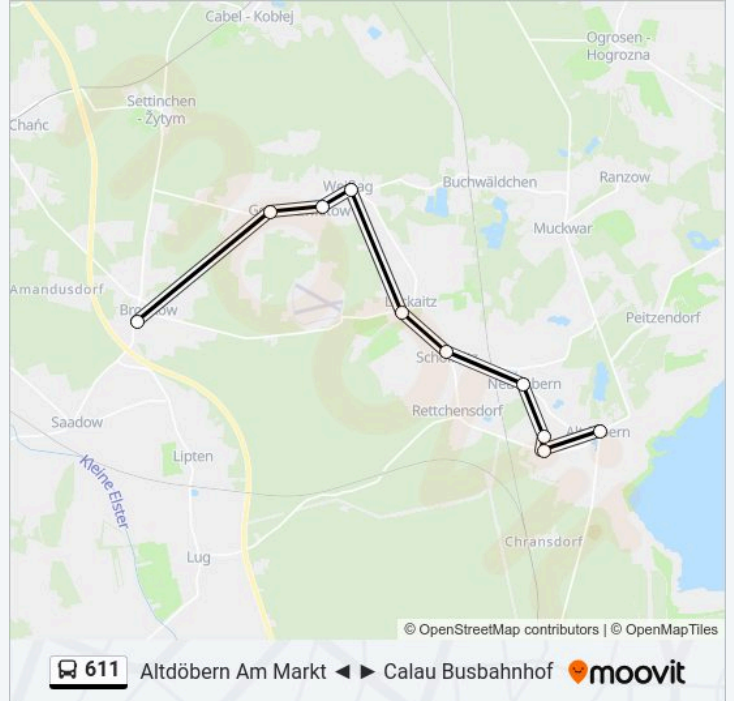 Cabel - Kobłej
Ogrosen -
Hogrozna
Settinchen
- Žytym
Chańc
Buchwäldchen
Ranzow
Muckwar
Amandusdorf
Peitzendorf
Rettchensdorf
Saadow
Lipten
Kleine Elster
Chransdorf
Lug
© OpenStreetMap contributors | © OpenMapTiles
611 Altdöbern Am Markt ◄ ► Calau Busbahnhof moovit